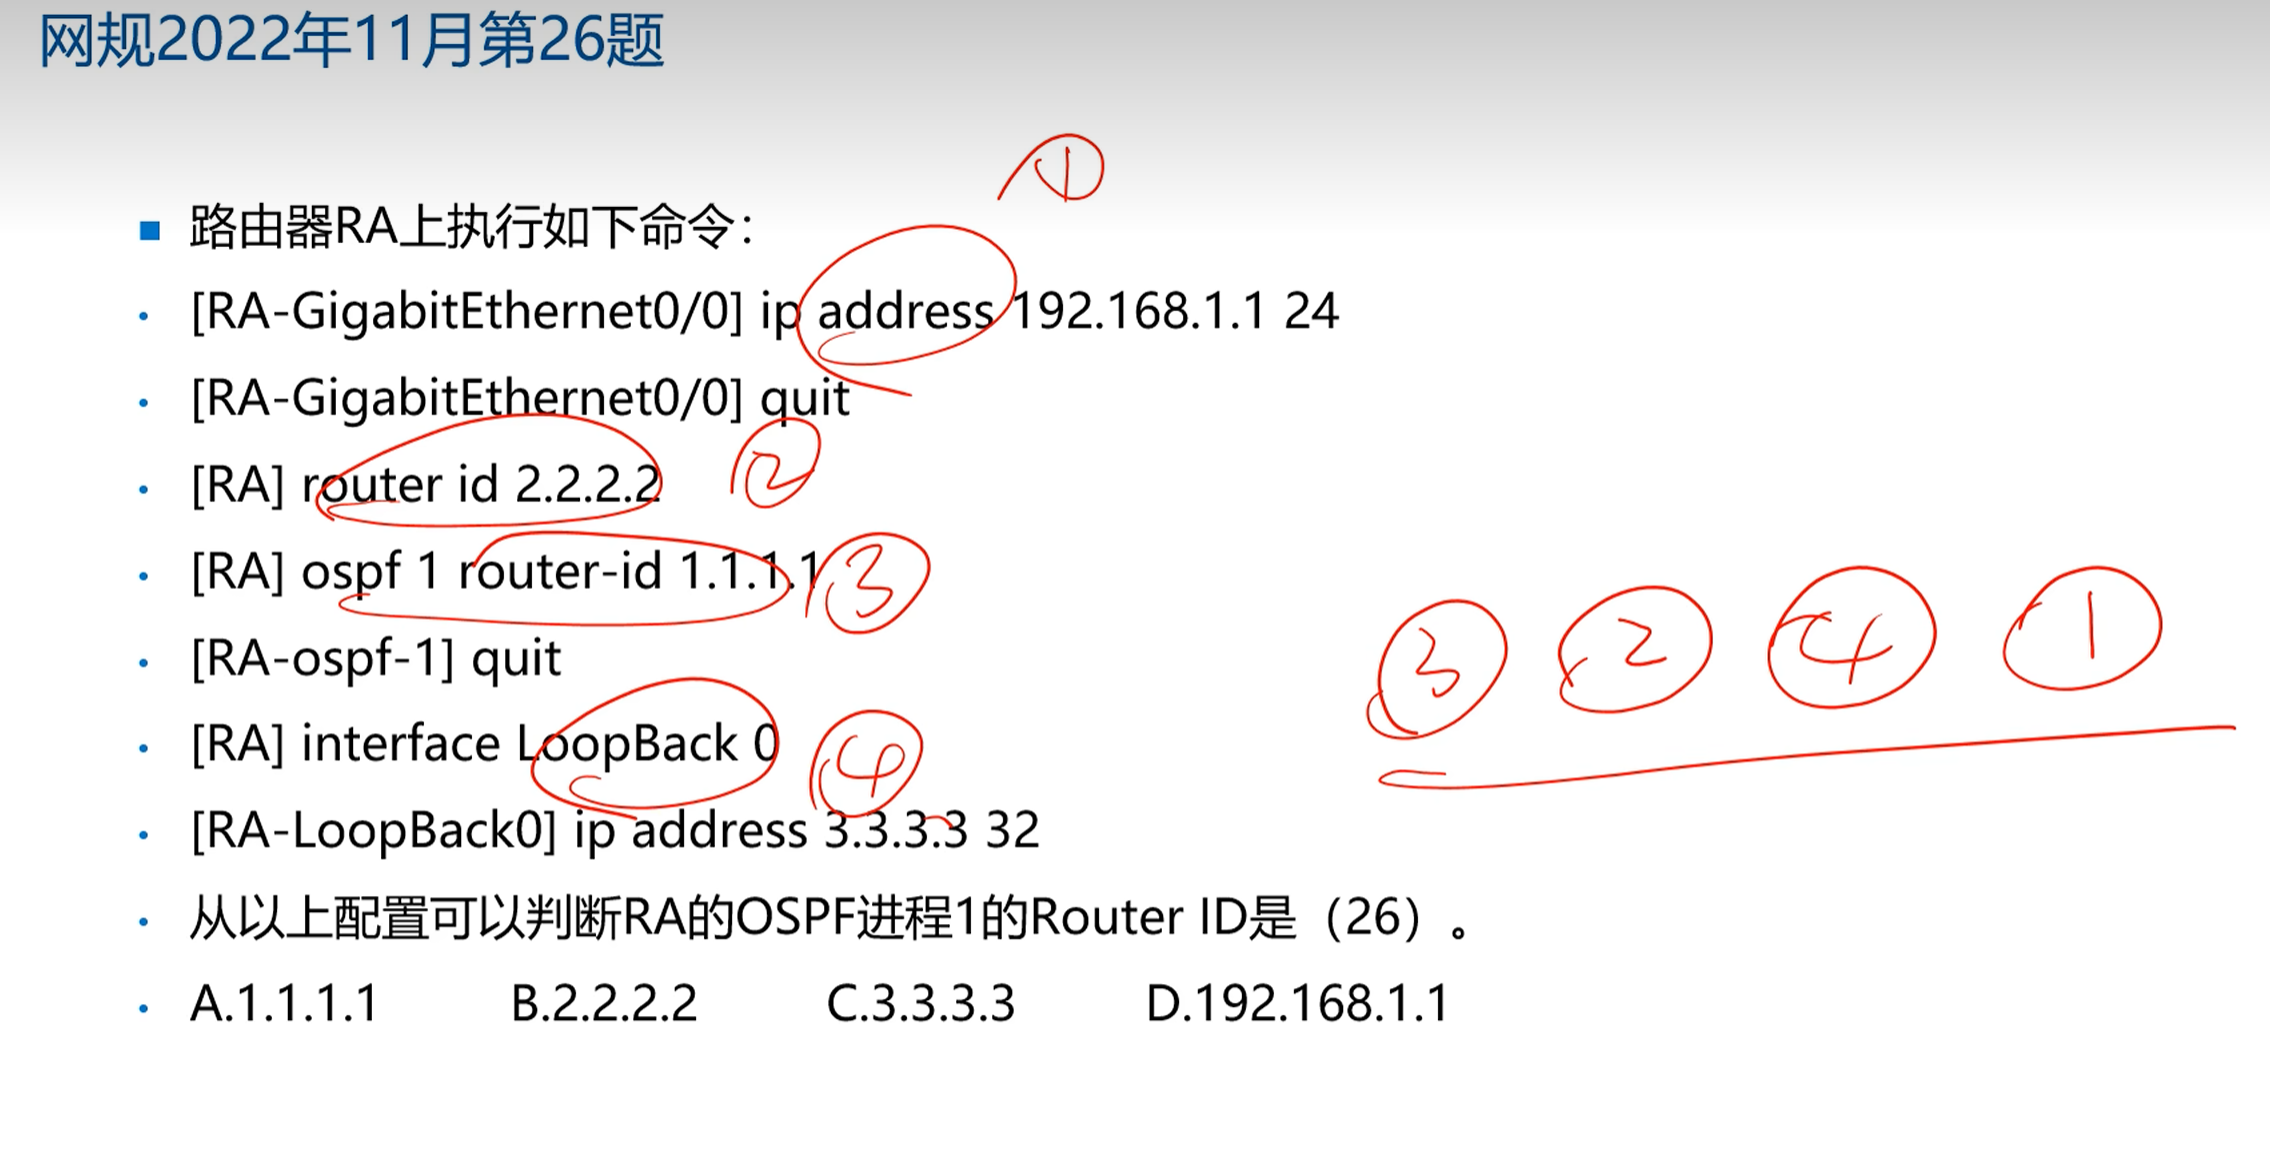 网规2022年11月第26题
①
■ 路由器RA上执行如下命令：
• [RA-GigabitEthernet0/0] ip address 192.168.1.1 24
• [RA-GigabitEthernet0/0] quit
• [RA] router id 2.2.2.2 ②
• [RA] ospf 1 router-id 1.1.1.1 ③
• [RA-ospf-1] quit
③ ② ④ ①
• [RA] interface LoopBack 0 ④
• [RA-LoopBack0] ip address 3.3.3.3 32
• 从以上配置可以判断RA的OSPF进程1的Router ID是（26）。
• A.1.1.1.1 B.2.2.2.2 C.3.3.3.3 D.192.168.1.1